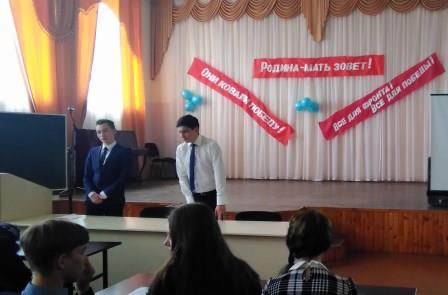 Они ковали победу!
Родина-мать зовет!
Все для фронта!
Все для победы!